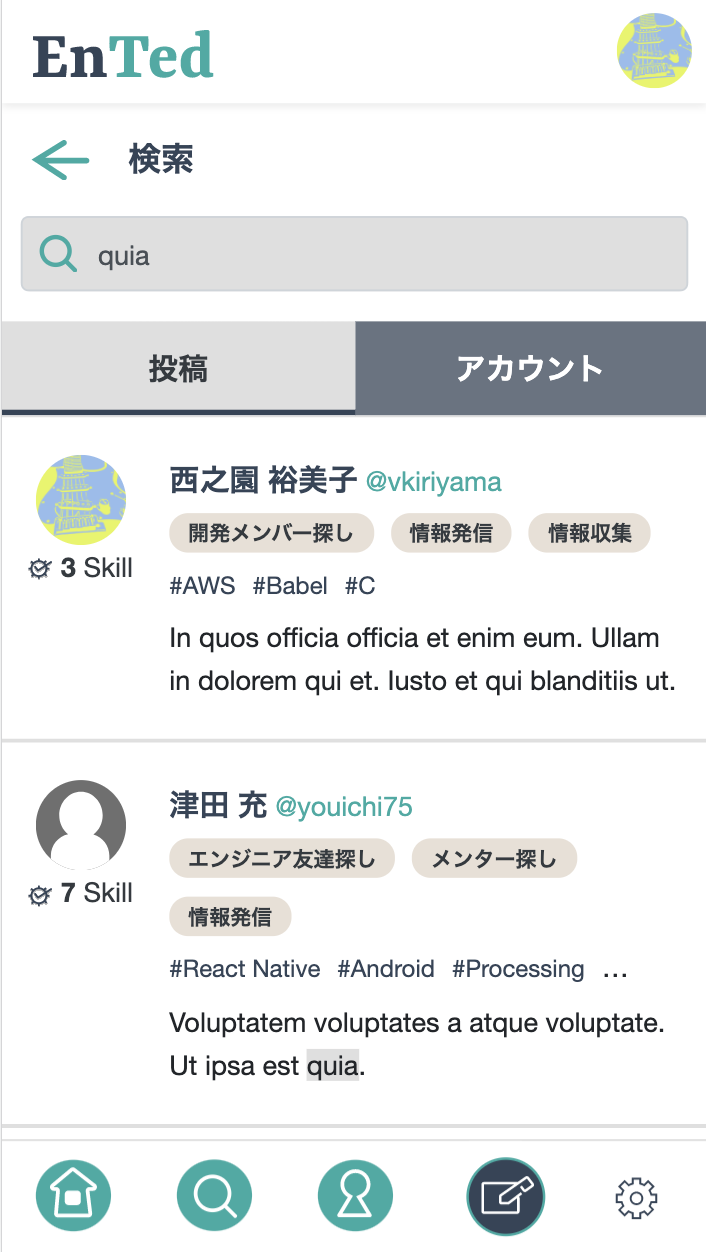 EnTed
検索
quia
投稿 アカウント
西之園 裕美子 @vkiriyama
開発メンバー探し 情報発信 情報収集
3 Skill
#AWS #Babel #C
In quos officia officia et enim eum. Ullam
in dolorem qui et. Iusto et qui blanditiis ut.
津田 充 @youichi75
エンジニア友達探し メンター探し
7 Skill
情報発信
#React Native #Android #Processing ...
Voluptatem voluptates a atque voluptate.
Ut ipsa est quia.